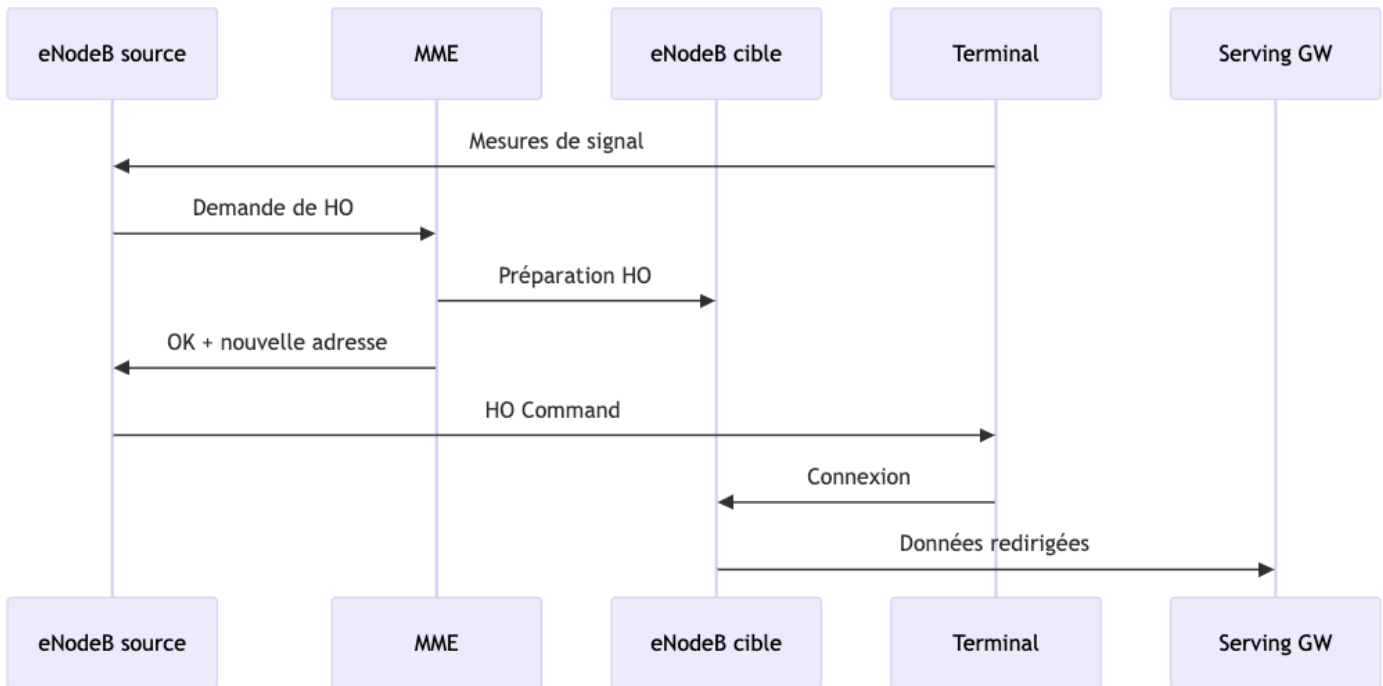 eNodeB source
MME
eNodeB cible
Terminal
Serving GW
Mesures de signal
Demande de HO
Préparation HO
OK + nouvelle adresse
HO Command
Connexion
Données redirigées
eNodeB source
MME
eNodeB cible
Terminal
Serving GW